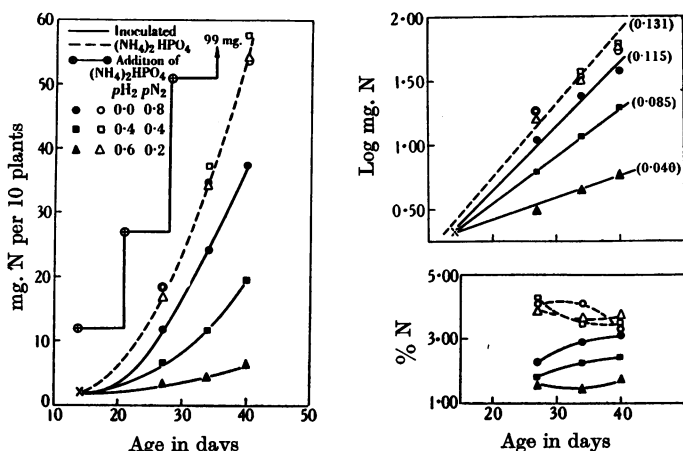 60
50
40
30
20
10
0
mg. N per 10 plants
Inoculated
(NH₄)₂ HPO₄
Addition of
(NH₄)₂HPO₄
pH₂ pN₂
0·0 0·8
0·4 0·4
0·6 0·2
99 mg.
10 20 30 40 50
Age in days
2·00
1·50
1·00
0·50
Log mg. N
(0·131)
(0·115)
(0·085)
(0·040)
5·00
3·00
1·00
% N
20 30 40 50
Age in days